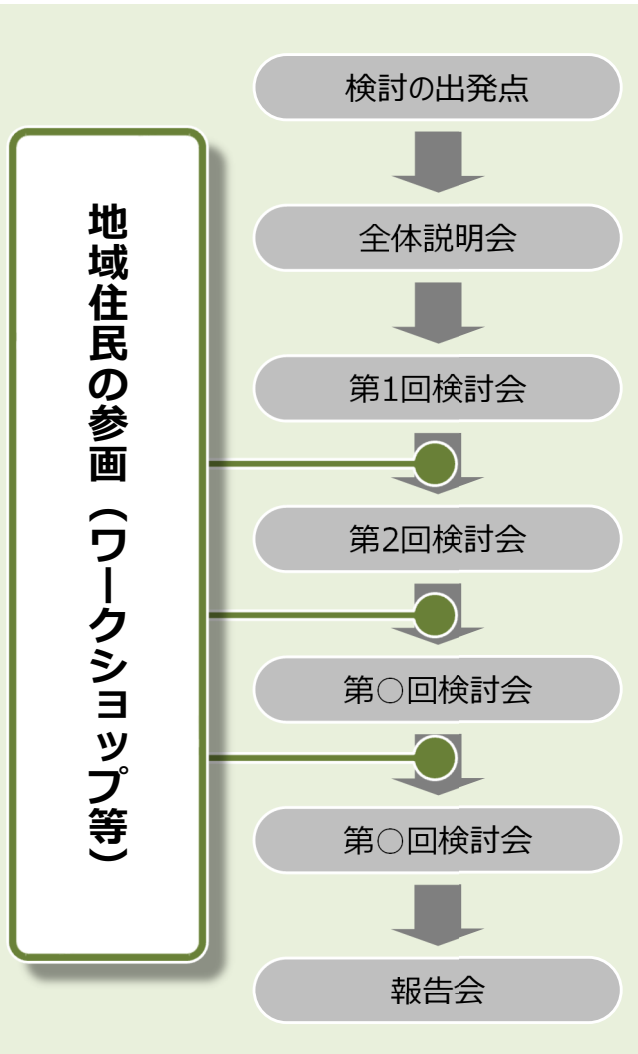 地域住民の参画（ワークショップ等）
検討の出発点
全体説明会
第1回検討会
第2回検討会
第○回検討会
第○回検討会
報告会